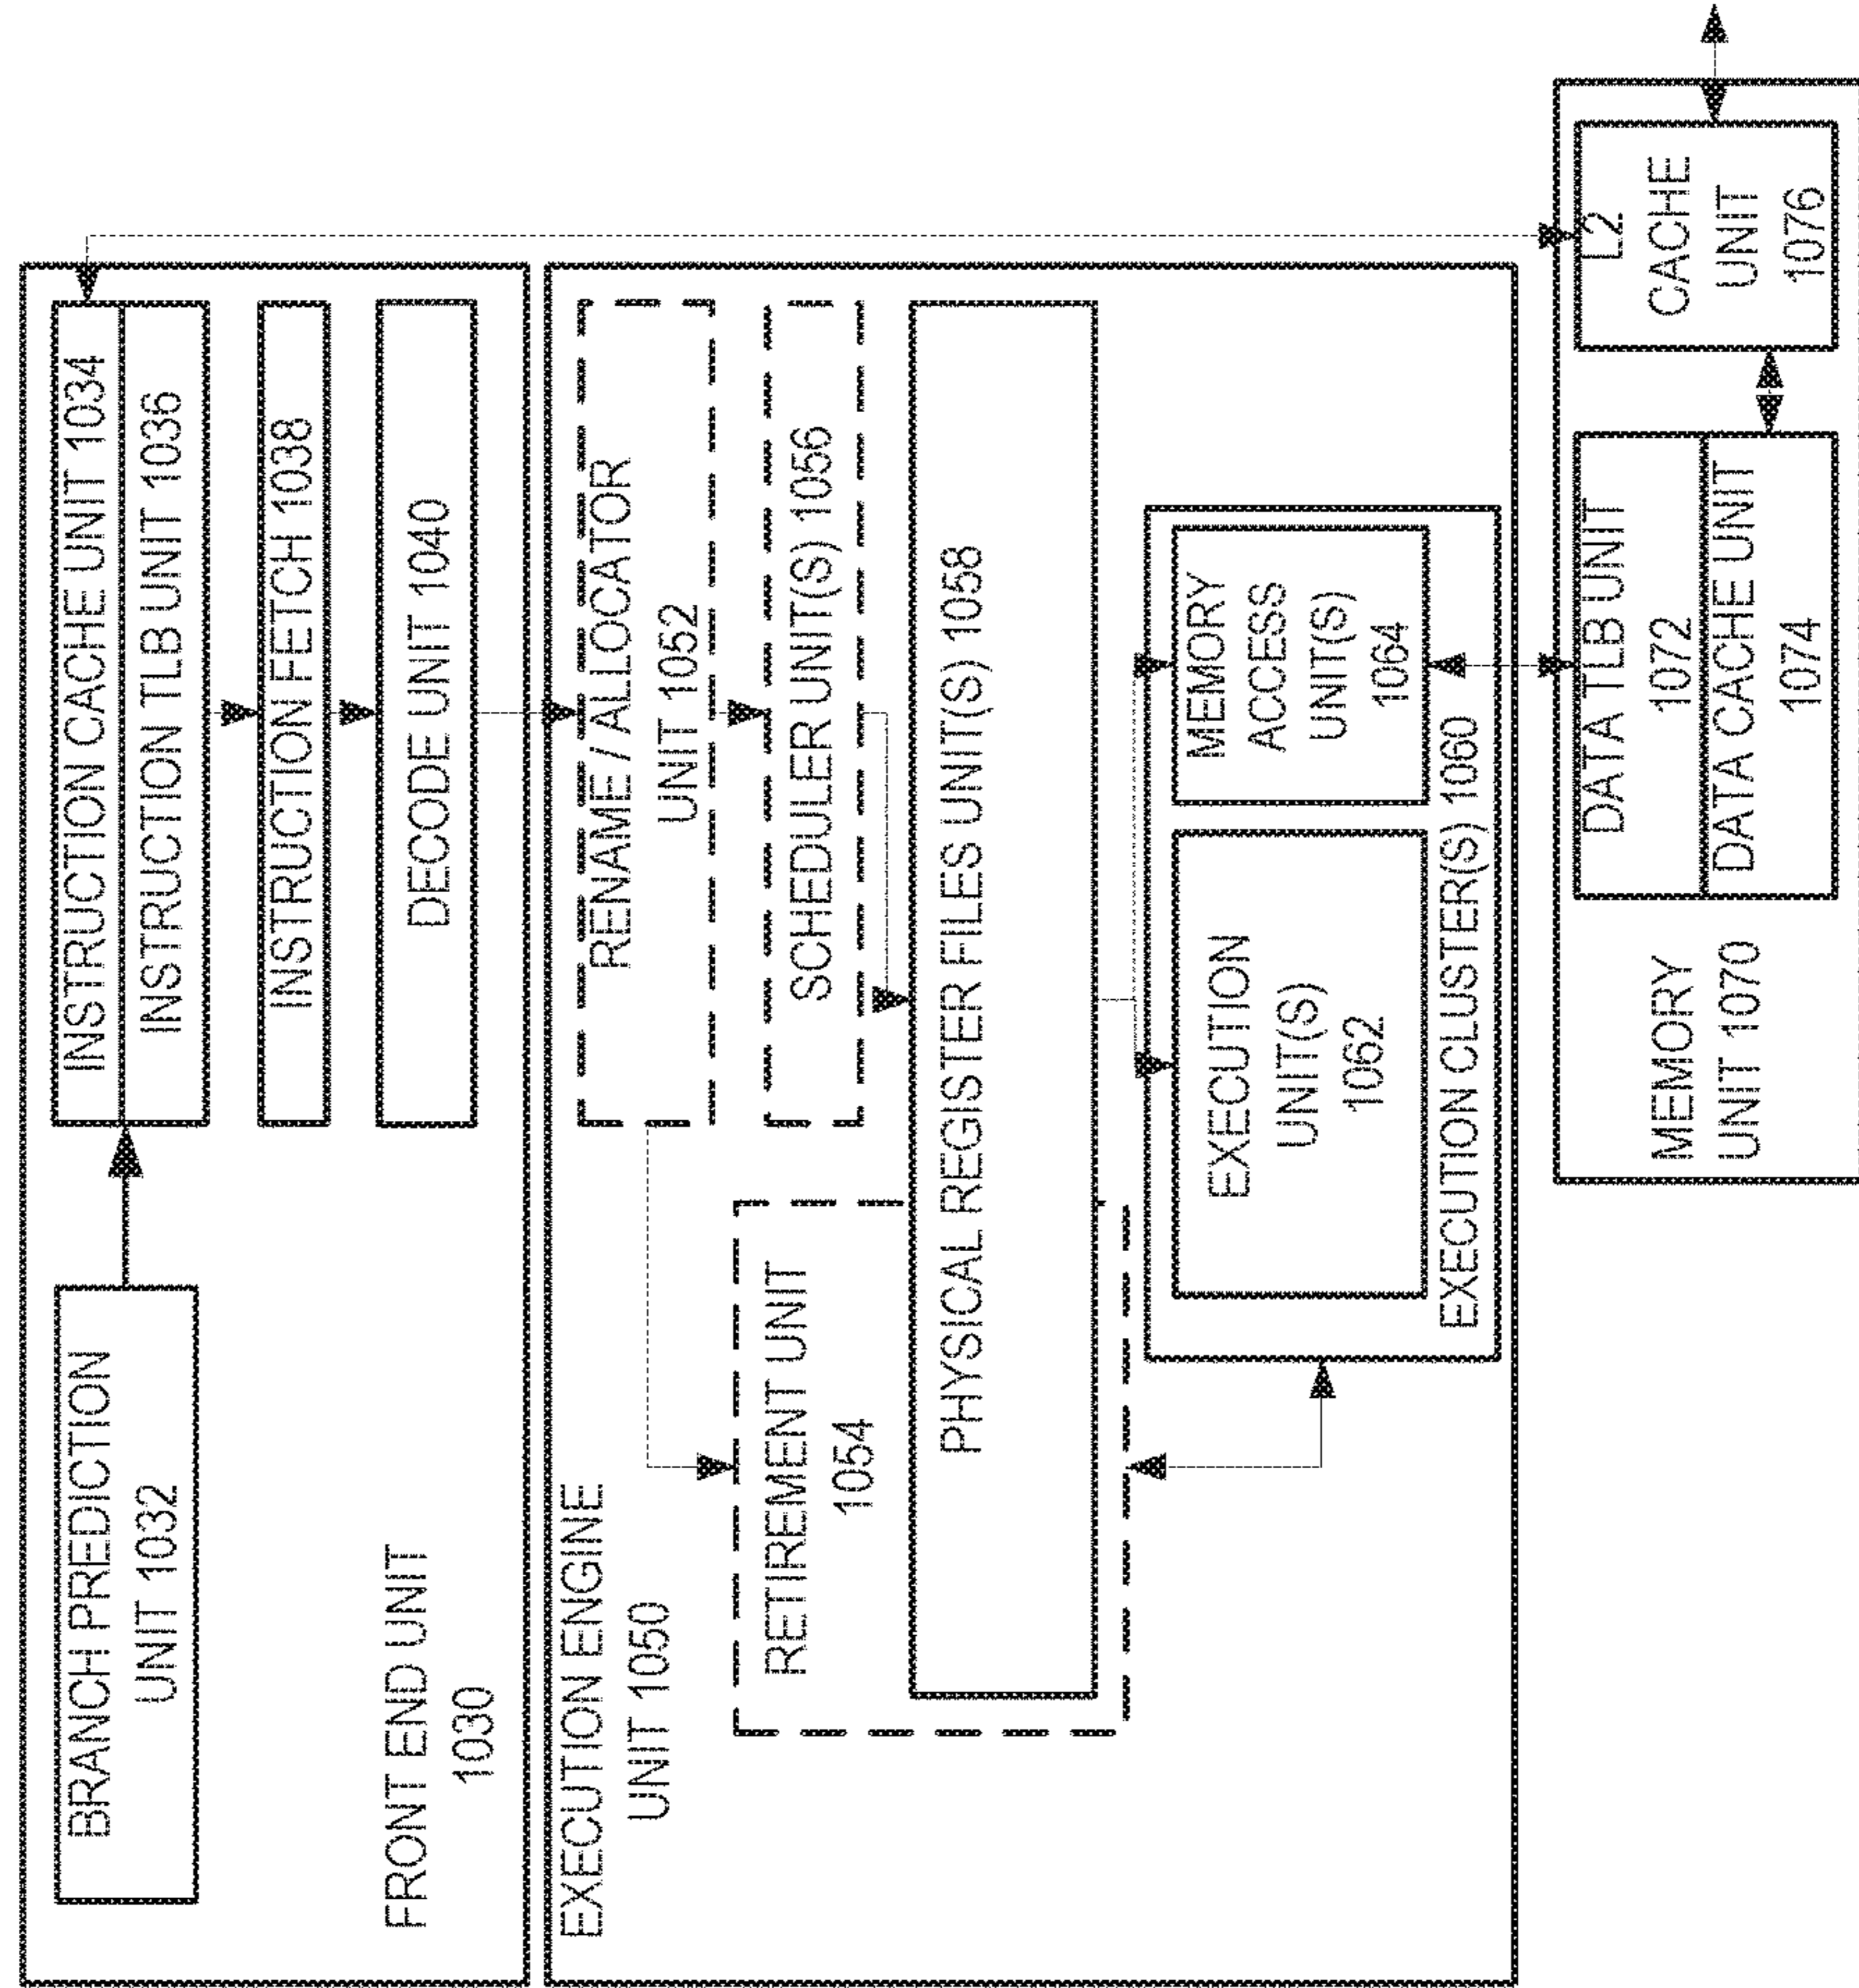 BRANCH PREDICTION
UNIT 1032
INSTRUCTION CACHE UNIT 1034
INSTRUCTION TLB UNIT 1036
INSTRUCTION FETCH 1038
DECODE UNIT 1040
FRONT END UNIT
1030
EXECUTION ENGINE
UNIT 1050
RENAME / ALLOCATOR
UNIT 1052
RETIREMENT UNIT
1054
SCHEDULER UNIT(S) 1056
PHYSICAL REGISTER FILES UNIT(S) 1058
EXECUTION
UNIT(S)
1062
MEMORY
ACCESS
UNIT(S)
1064
EXECUTION CLUSTER(S) 1060
MEMORY
UNIT 1070
DATA TLB UNIT
1072
DATA CACHE UNIT
1074
L2
CACHE
UNIT
1076